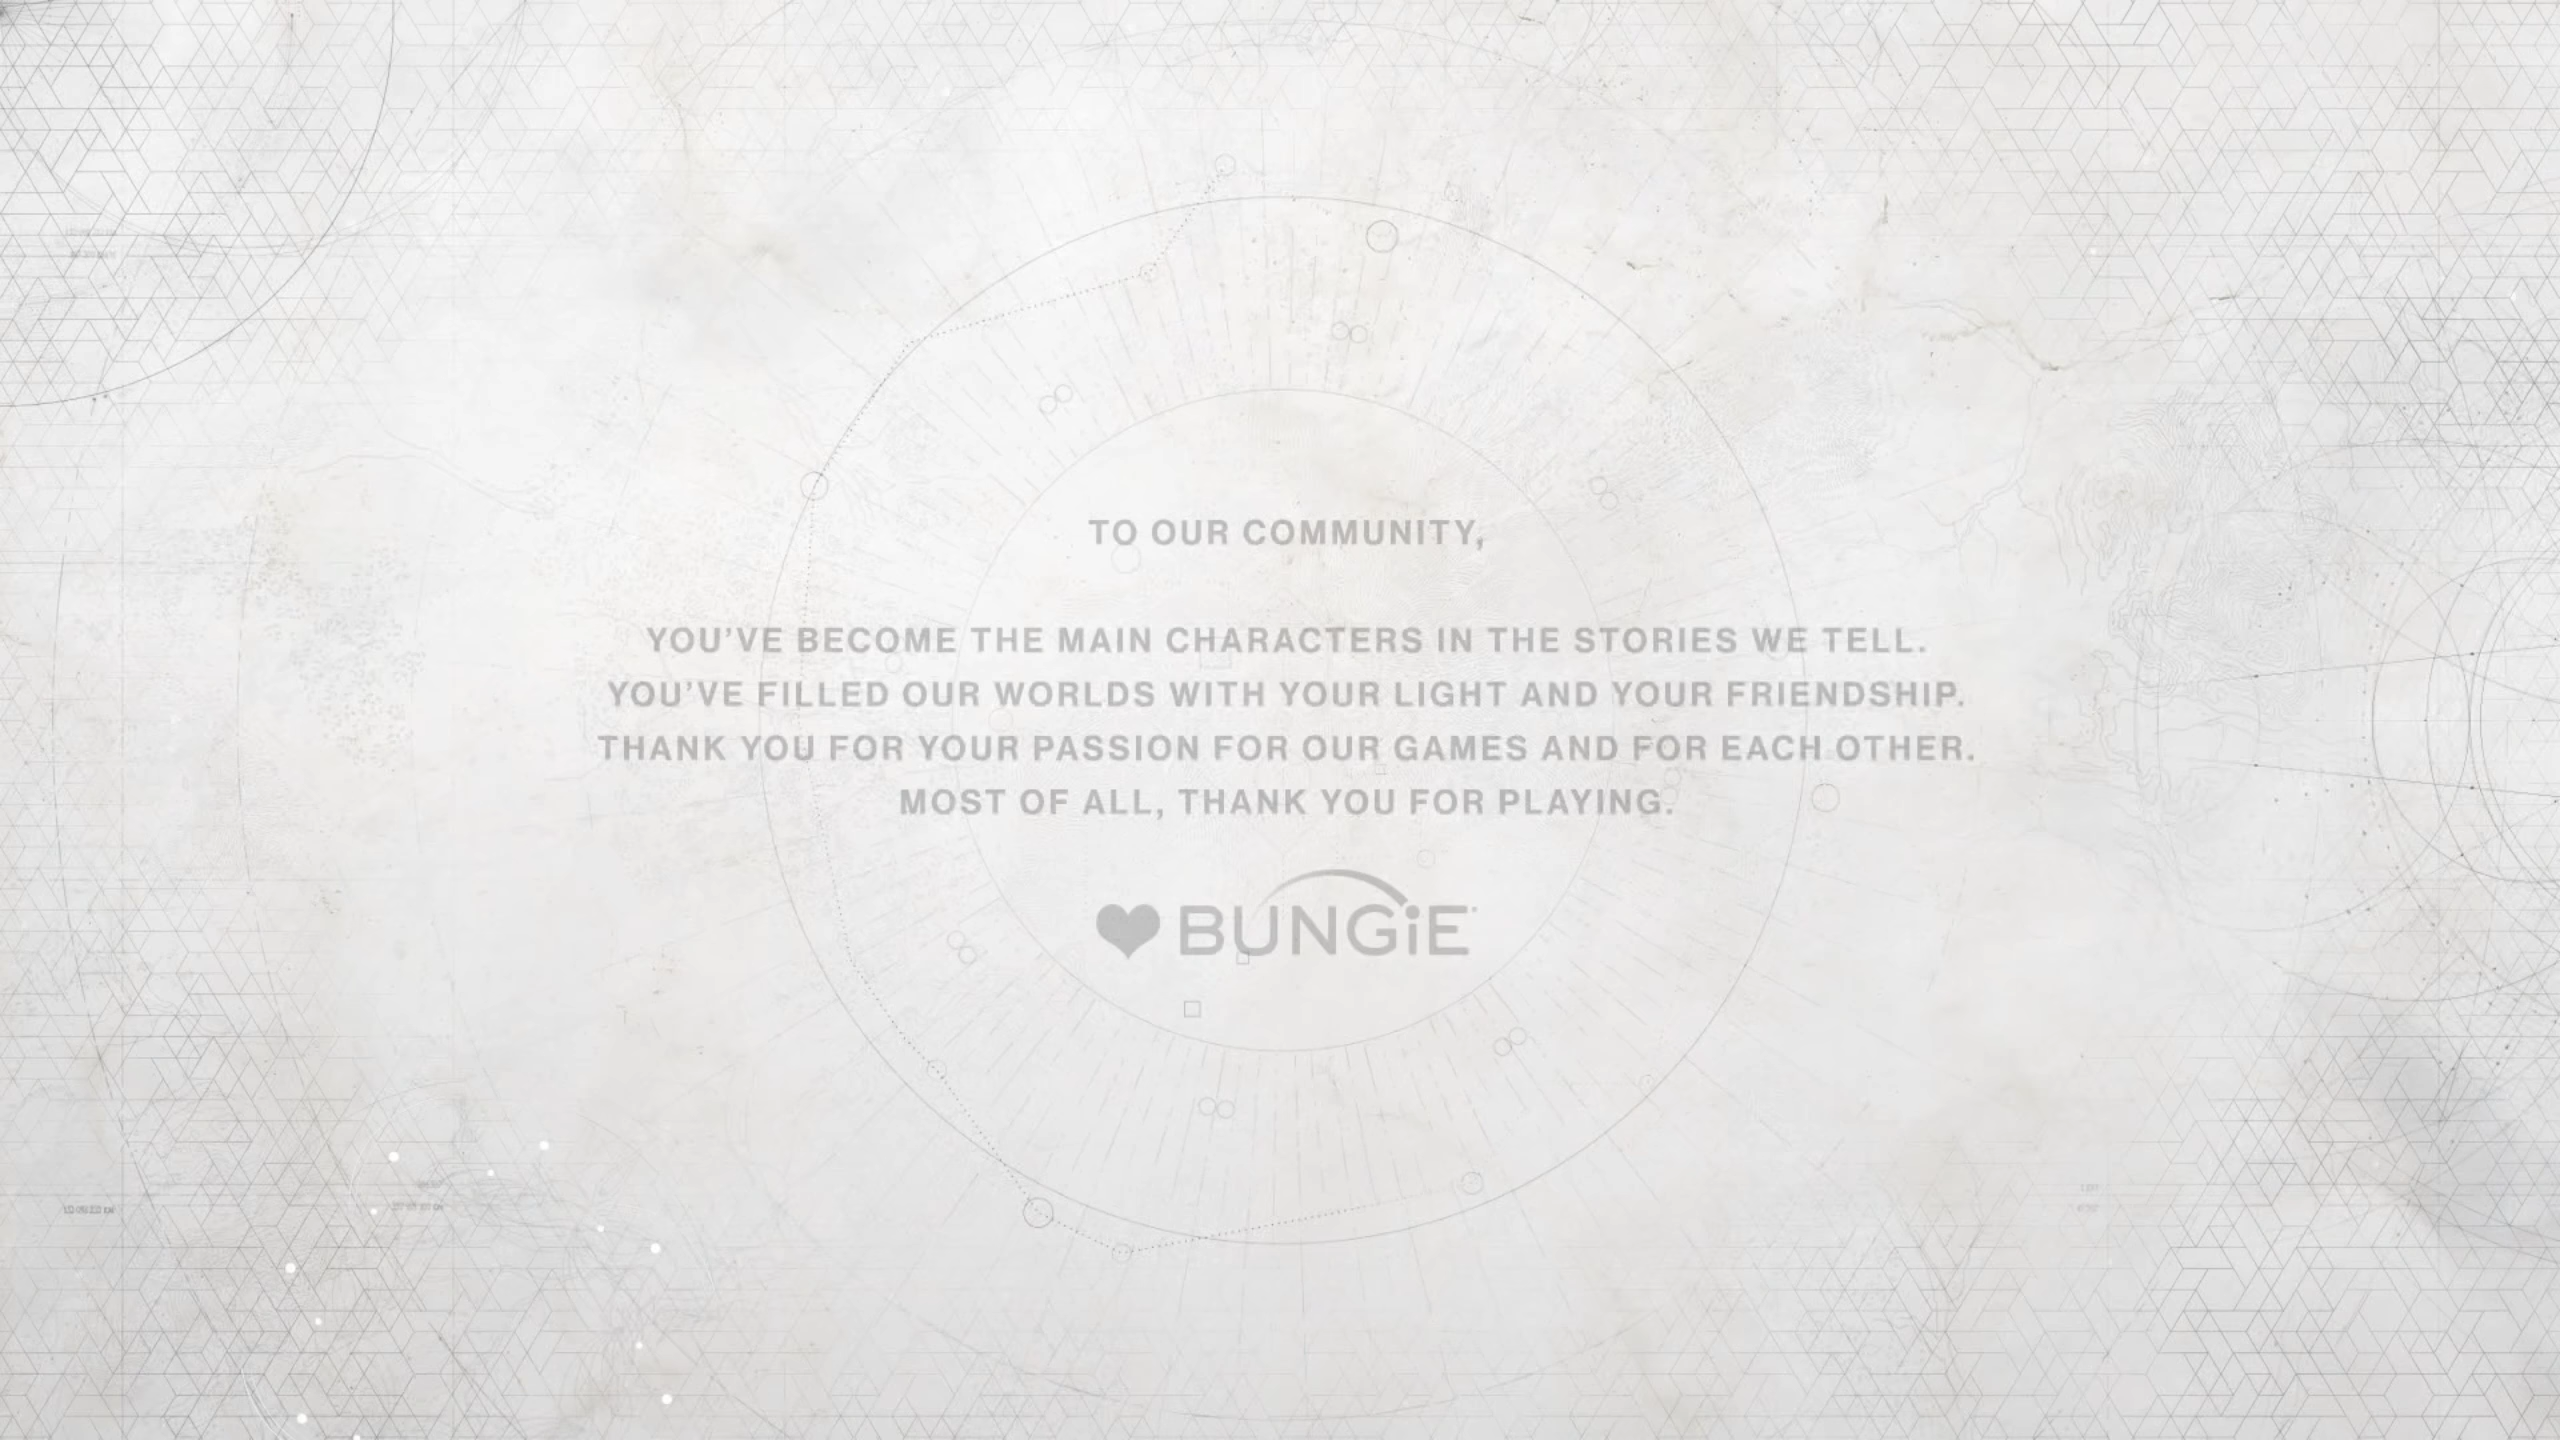 TO OUR COMMUNITY,
YOU’VE BECOME THE MAIN CHARACTERS IN THE STORIES WE TELL.
YOU’VE FILLED OUR WORLDS WITH YOUR LIGHT AND YOUR FRIENDSHIP.
THANK YOU FOR YOUR PASSION FOR OUR GAMES AND FOR EACH OTHER.
MOST OF ALL, THANK YOU FOR PLAYING.
BUNGiE